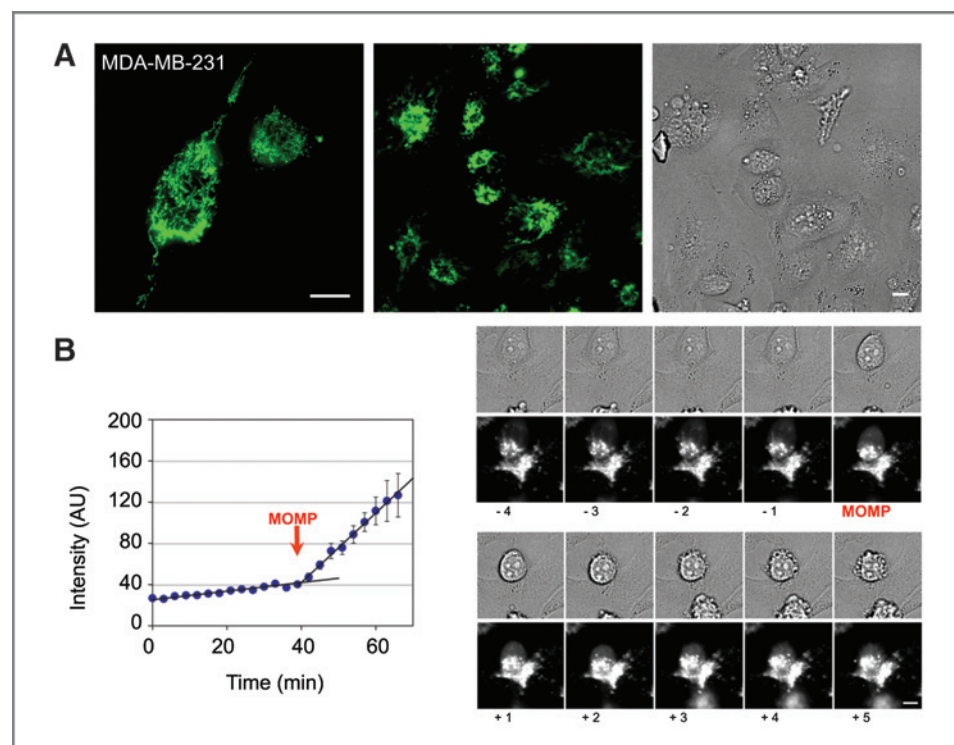 A
MDA-MB-231
B
200
160
120
80
40
0
Intensity (AU)
MOMP
0 20 40 60
Time (min)
- 4 - 3 - 2 - 1 MOMP
+ 1 + 2 + 3 + 4 + 5